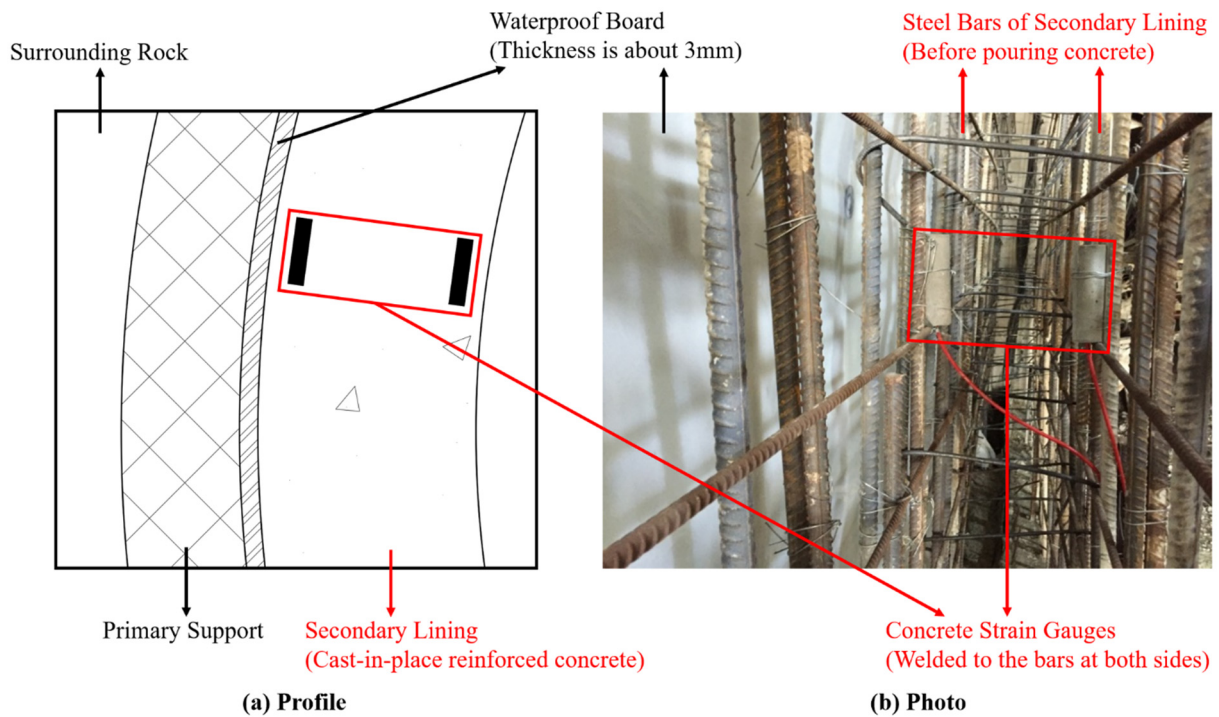 Waterproof Board
(Thickness is about 3mm)
Steel Bars of Secondary Lining
(Before pouring concrete)
Surrounding Rock
Primary Support
Secondary Lining
(Cast-in-place reinforced concrete)
Concrete Strain Gauges
(Welded to the bars at both sides)
(a) Profile
(b) Photo